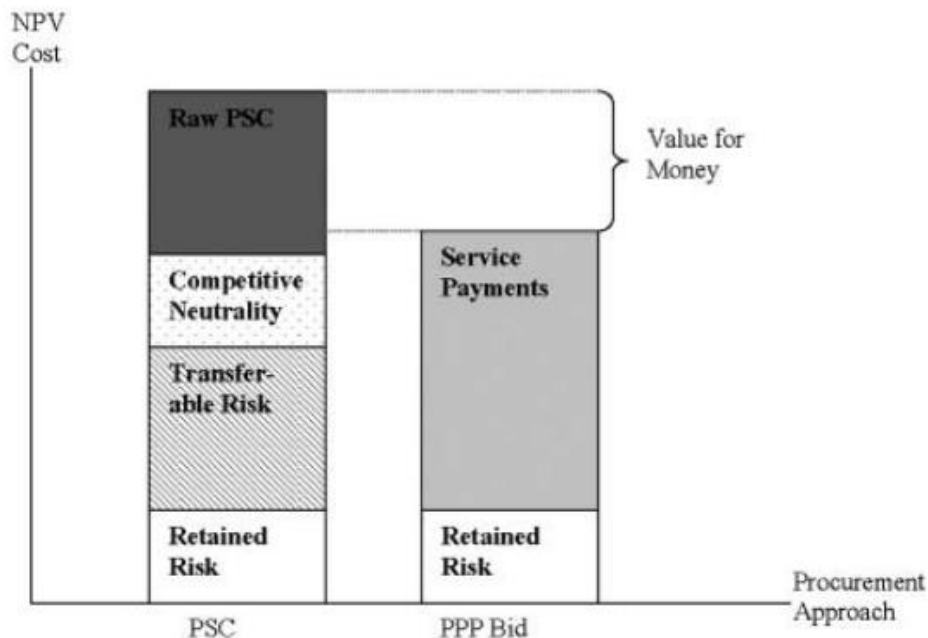 NPV
Cost
Raw PSC
Value for
Money
Service
Payments
Competitive
Neutrality
Transfer-
able Risk
Retained
Risk
Retained
Risk
Procurement
Approach
PSC
PPP Bid